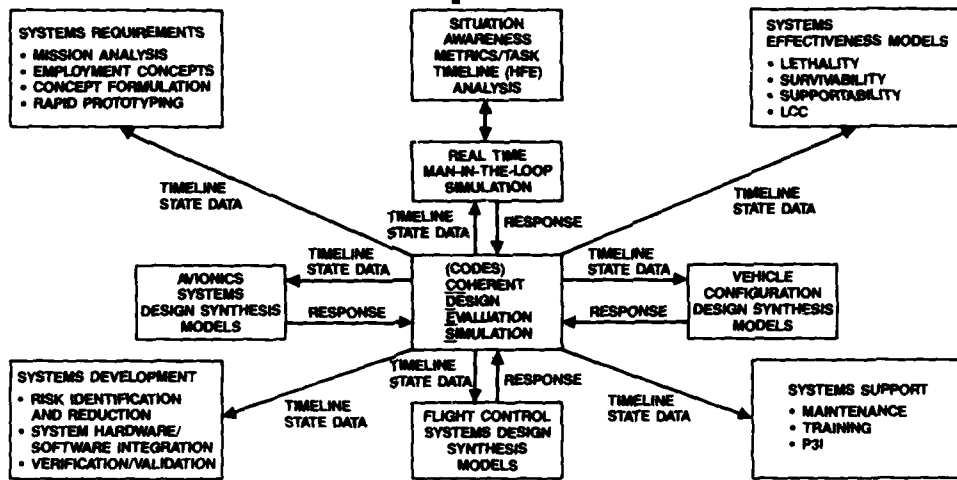 SYSTEMS REQUIREMENTS
• MISSION ANALYSIS
• EMPLOYMENT CONCEPTS
• CONCEPT FORMULATION
• RAPID PROTOTYPING
SITUATION
AWARENESS
METRICS/TASK
TIMELINE (HFE)
ANALYSIS
SYSTEMS
EFFECTIVENESS MODELS
• LETHALITY
• SURVIVABILITY
• SUPPORTABILITY
• LCC
REAL TIME
MAN-IN-THE-LOOP
SIMULATION
TIMELINE
STATE DATA
TIMELINE
STATE DATA
RESPONSE
TIMELINE
STATE DATA
AVIONICS
SYSTEMS
DESIGN SYNTHESIS
MODELS
TIMELINE
STATE DATA
RESPONSE
(CODES)
COHERENT
DESIGN
EVALUATION
SIMULATION
TIMELINE
STATE DATA
RESPONSE
VEHICLE
CONFIGURATION
DESIGN SYNTHESIS
MODELS
SYSTEMS DEVELOPMENT
• RISK IDENTIFICATION
AND REDUCTION
• SYSTEM HARDWARE/
SOFTWARE INTEGRATION
• VERIFICATION/VALIDATION
TIMELINE
STATE DATA
TIMELINE
STATE DATA
RESPONSE
FLIGHT CONTROL
SYSTEMS DESIGN
SYNTHESIS
MODELS
TIMELINE
STATE DATA
SYSTEMS SUPPORT
• MAINTENANCE
• TRAINING
• P3I